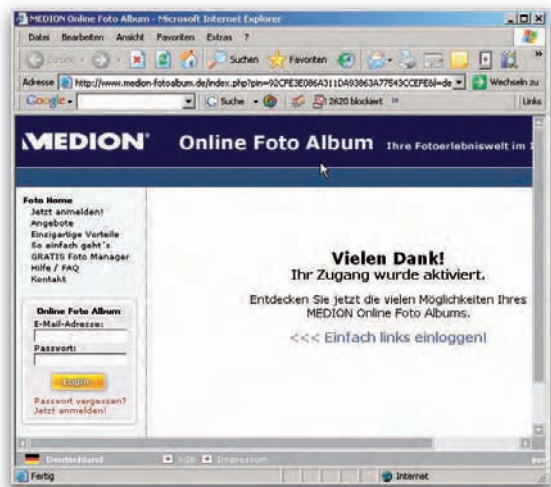 MEDION Online Foto Album - Microsoft Internet Explorer
Datei Bearbeiten Ansicht Favoriten Extras ?
Zurück Suchen Favoriten
Adresse http://www.medion-fotoalbum.de/index.php? Wechseln zu
Google Suche 2620 blockiert Links
MEDION Online Foto Album Ihre Fotoerlebniswelt im
Foto Home
Jetzt anmelden!
Angebote
Einzigartige Vorteile
So einfach geht´s
GRATIS Foto Manager
Hilfe / FAQ
Kontakt
Online Foto Album
E-Mail-Adresse:
Passwort:
Login
Passwort vergessen?
Jetzt anmelden!
Vielen Dank!
Ihr Zugang wurde aktiviert.
Entdecken Sie jetzt die vielen Möglichkeiten Ihres
MEDION Online Foto Albums.
<<< Einfach links einloggen!
Deutschland AGB Impressum
Fertig Internet